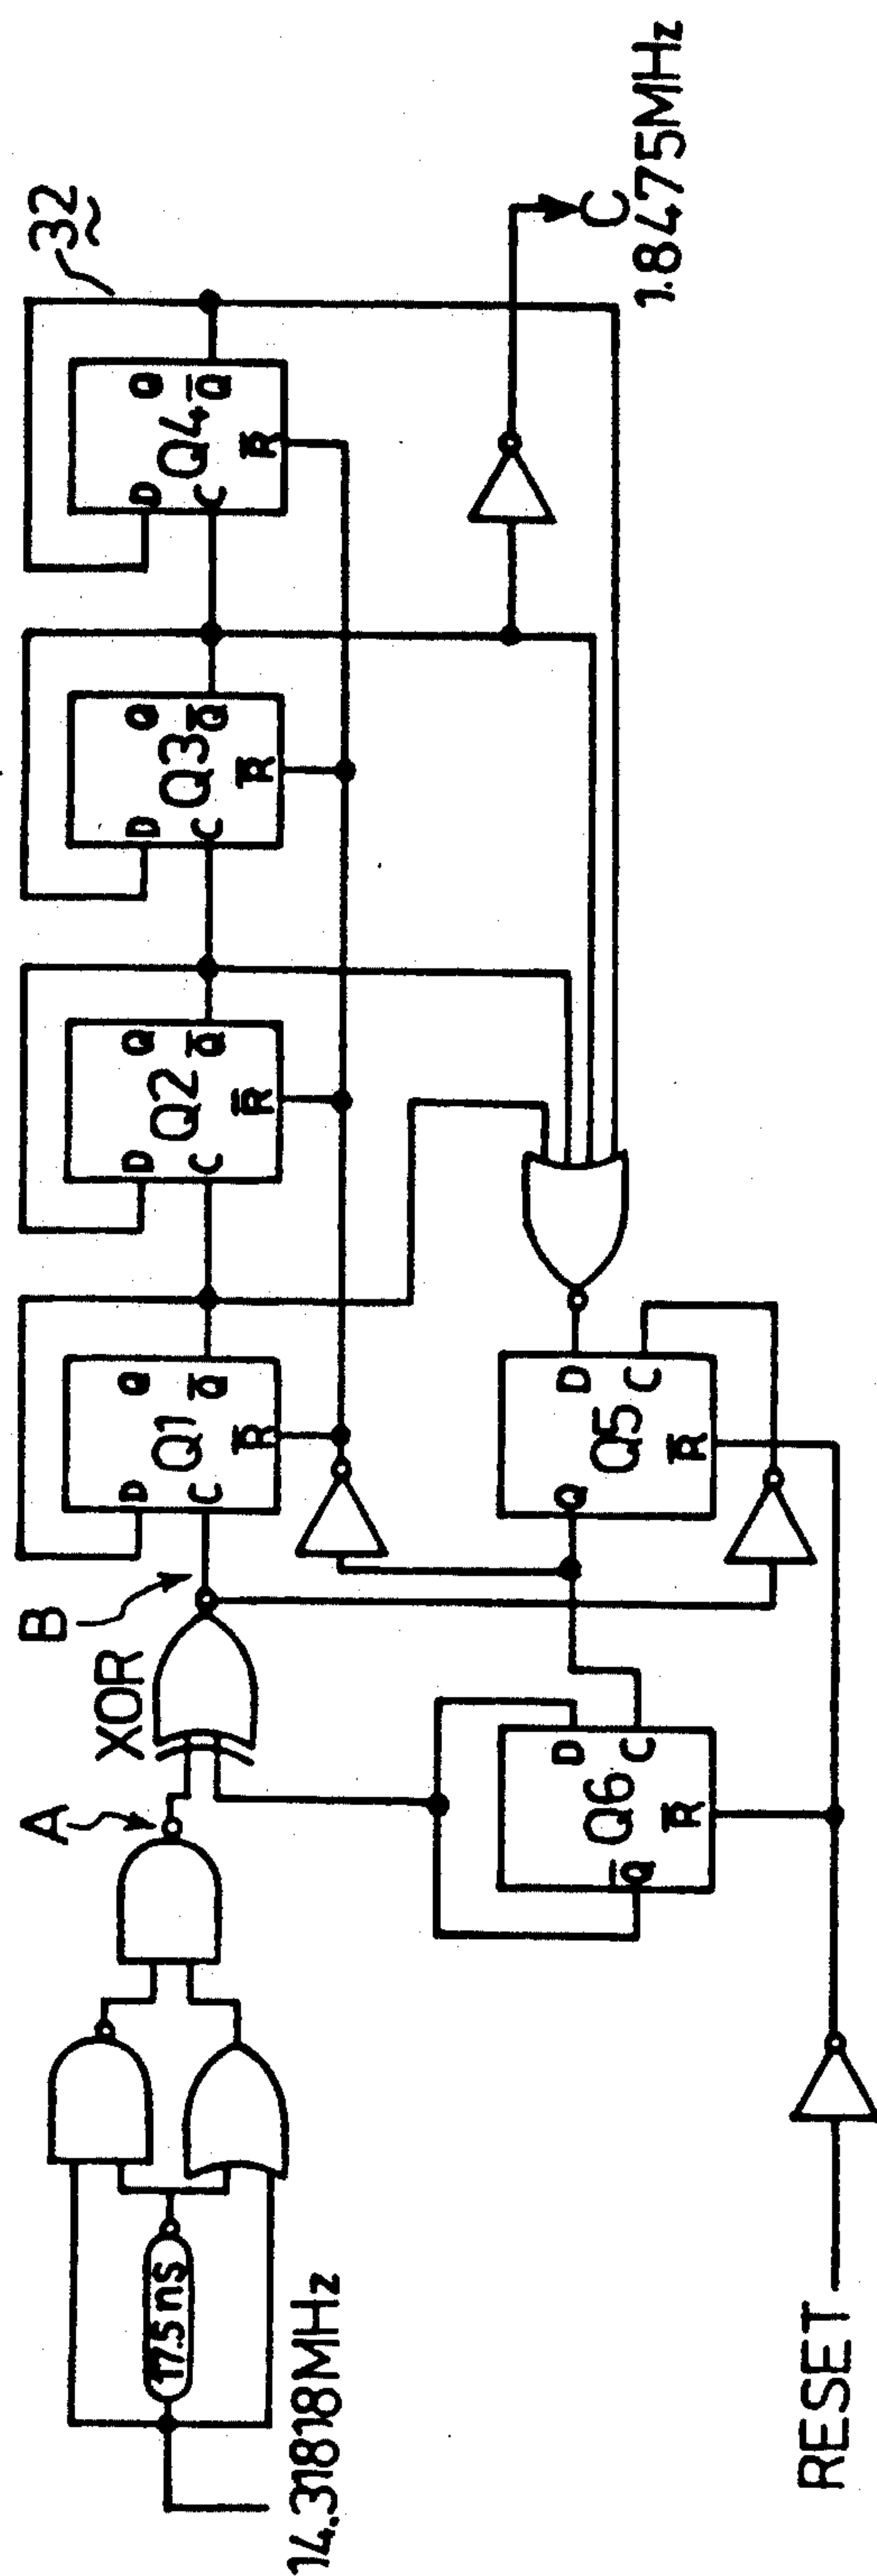 A
XOR
B
32
D Q
Q1
C Q̅
R̅
D Q
Q2
C Q̅
R̅
D Q
Q3
C Q̅
R̅
D Q
Q4
C Q̅
R̅
17.5ns
14.31818MHz
D
Q6
Q̅ C
R̅
Q D
Q5
C
R̅
C
1.8475MHz
RESET